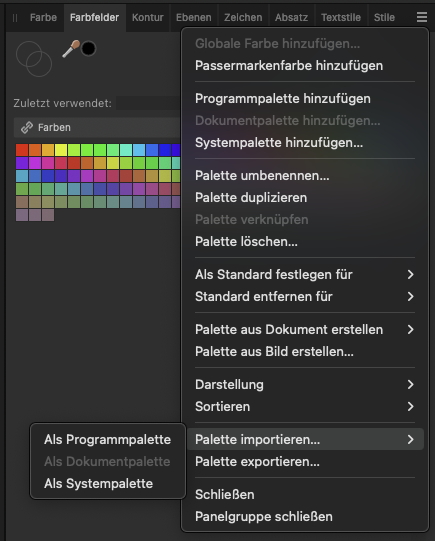 Farbe Farbfelder Kontur Ebenen Zeichen Absatz Textstile Stile
Zuletzt verwendet:
Farben
Globale Farbe hinzufügen...
Passermarkenfarbe hinzufügen
Programmpalette hinzufügen
Dokumentpalette hinzufügen...
Systempalette hinzufügen...
Palette umbenennen...
Palette duplizieren
Palette verknüpfen
Palette löschen...
Als Standard festlegen für
Standard entfernen für
Palette aus Dokument erstellen
Palette aus Bild erstellen...
Darstellung
Sortieren
Palette importieren...
Als Programmpalette
Als Dokumentpalette
Als Systempalette
Palette exportieren...
Schließen
Panelgruppe schließen